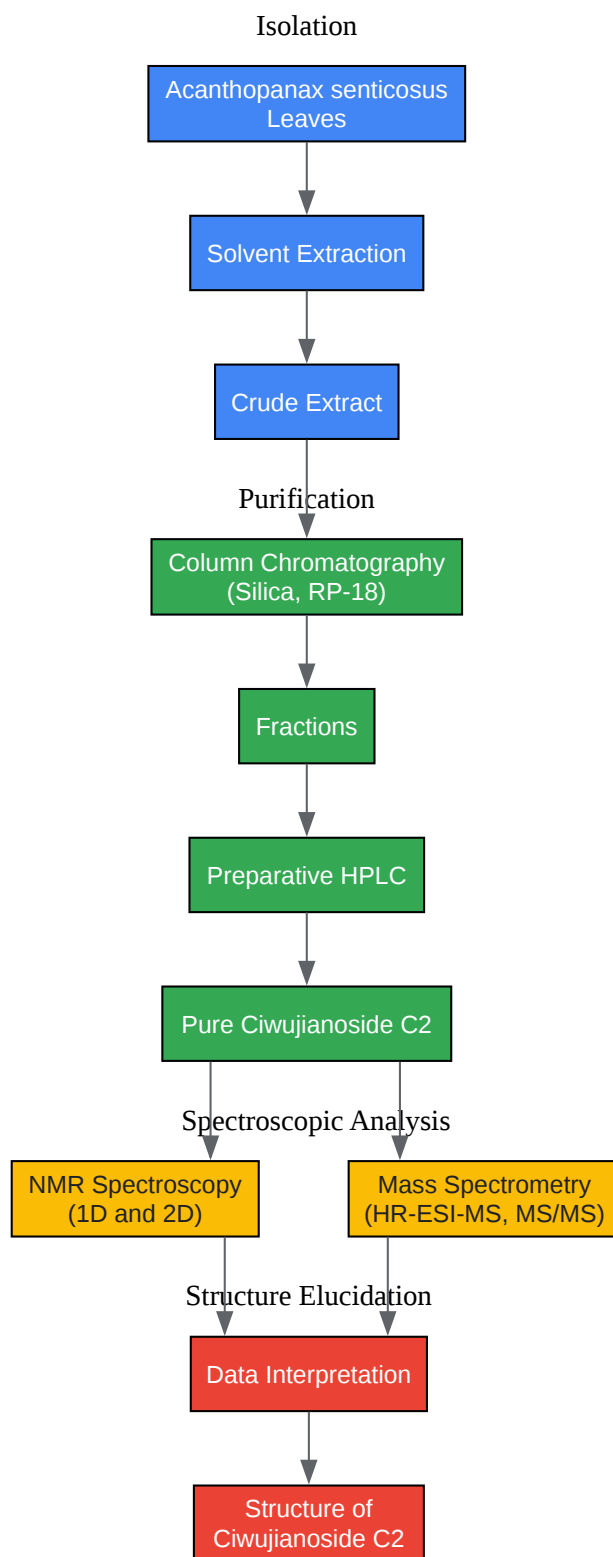 Isolation
Acanthopanax senticosus
Leaves
Solvent Extraction
Crude Extract
Purification
Column Chromatography
(Silica, RP-18)
Fractions
Preparative HPLC
Pure Ciwujianoside C2
Spectroscopic Analysis
NMR Spectroscopy
(1D and 2D)
Mass Spectrometry
(HR-ESI-MS, MS/MS)
Structure Elucidation
Data Interpretation
Structure of
Ciwujianoside C2